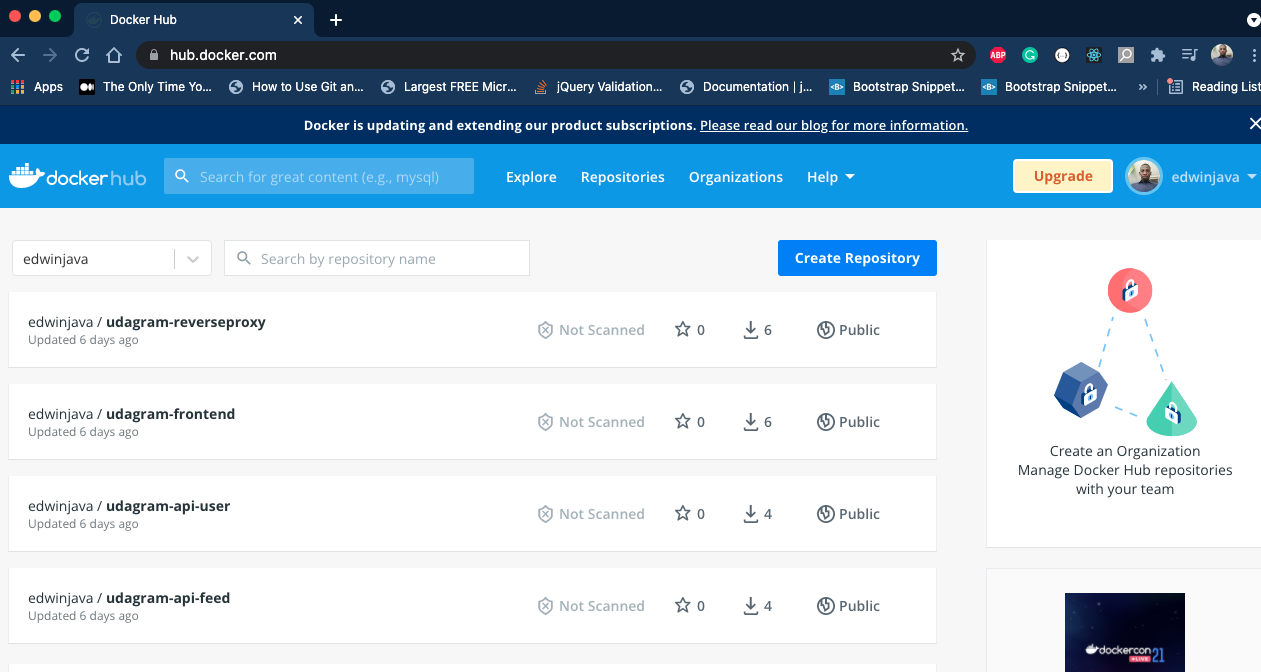 Docker Hub
hub.docker.com
ABP
Apps
The Only Time Yo...
How to Use Git an...
Largest FREE Micr...
jQuery Validation...
Documentation | j...
Bootstrap Snippet...
Bootstrap Snippet...
»
Reading List
Docker is updating and extending our product subscriptions. Please read our blog for more information.
docker hub
Search for great content (e.g., mysql)
Explore
Repositories
Organizations
Help
Upgrade
edwinjava
edwinjava
Search by repository name
Create Repository
edwinjava / udagram-reverseproxy
Updated 6 days ago
Not Scanned
0
6
Public
edwinjava / udagram-frontend
Updated 6 days ago
Not Scanned
0
6
Public
edwinjava / udagram-api-user
Updated 6 days ago
Not Scanned
0
4
Public
edwinjava / udagram-api-feed
Updated 6 days ago
Not Scanned
0
4
Public
Create an Organization
Manage Docker Hub repositories
with your team
dockercon
LIVE 21